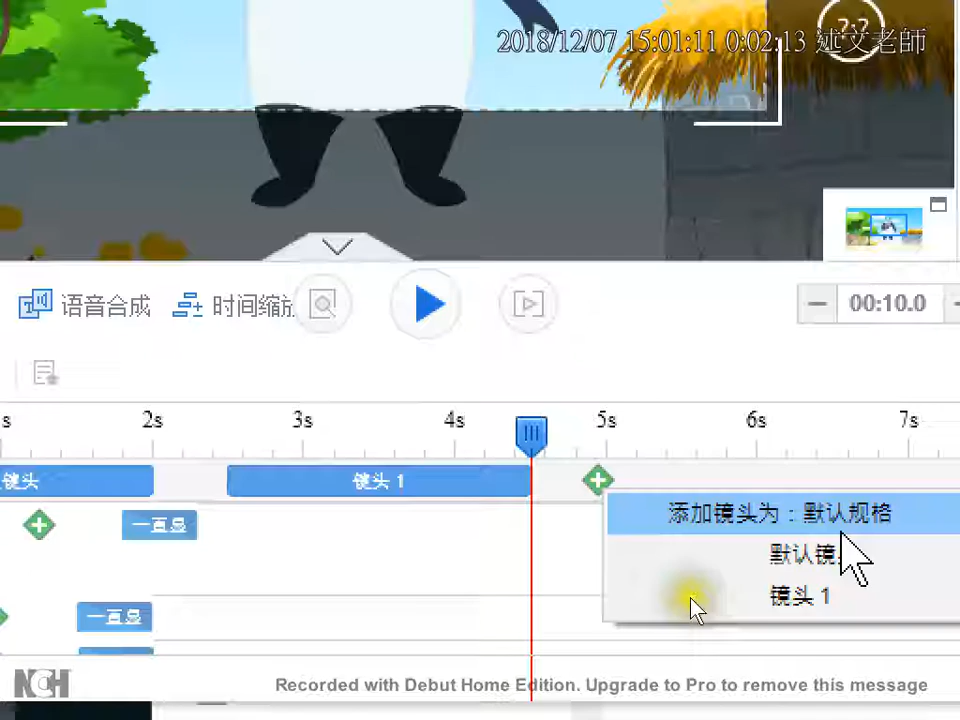 2018/12/07 15:01:11 0:02:13 述文老師
2:2
语音合成
时间缩放
00:10.0
s 2s 3s 4s 5s 6s 7s
镜头
镜头 1
一直显
添加镜头为：默认规格
默认镜
镜头 1
一直显
NCH
Recorded with Debut Home Edition. Upgrade to Pro to remove this message